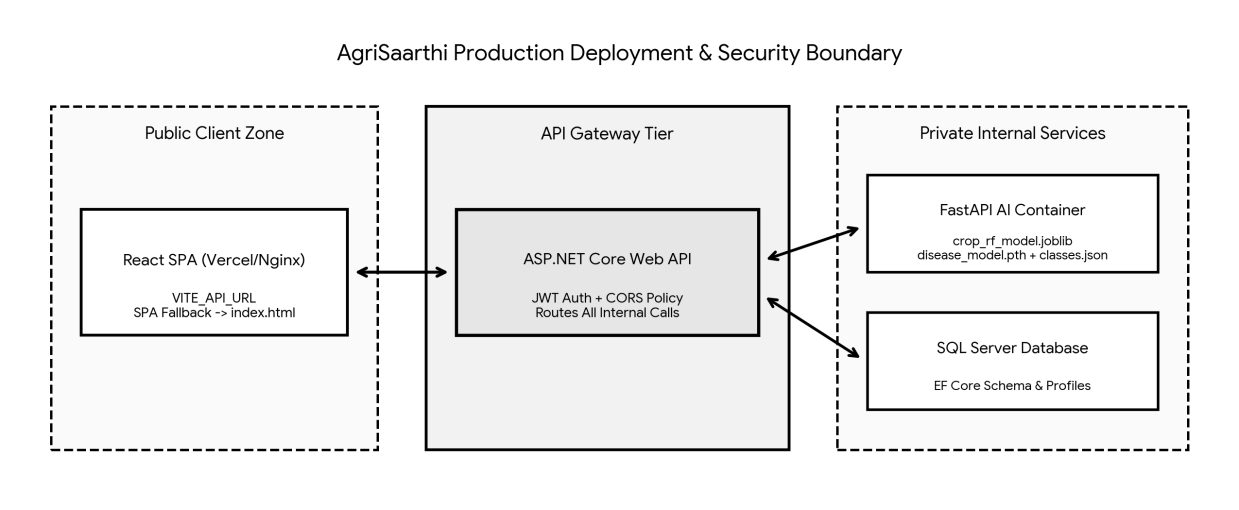 AgriSaarthi Production Deployment & Security Boundary
Public Client Zone
React SPA (Vercel/Nginx)
VITE_API_URL
SPA Fallback -> index.html
API Gateway Tier
ASP.NET Core Web API
JWT Auth + CORS Policy
Routes All Internal Calls
Private Internal Services
FastAPI AI Container
crop_rf_model.joblib
disease_model.pth + classes.json
SQL Server Database
EF Core Schema & Profiles